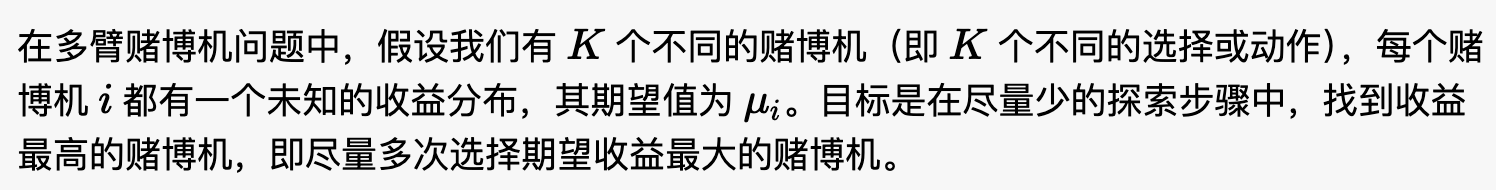 在多臂赌博机问题中，假设我们有 K 个不同的赌博机（即 K 个不同的选择或动作），每个赌
博机 i 都有一个未知的收益分布，其期望值为 μᵢ。目标是在尽量少的探索步骤中，找到收益
最高的赌博机，即尽量多次选择期望收益最大的赌博机。